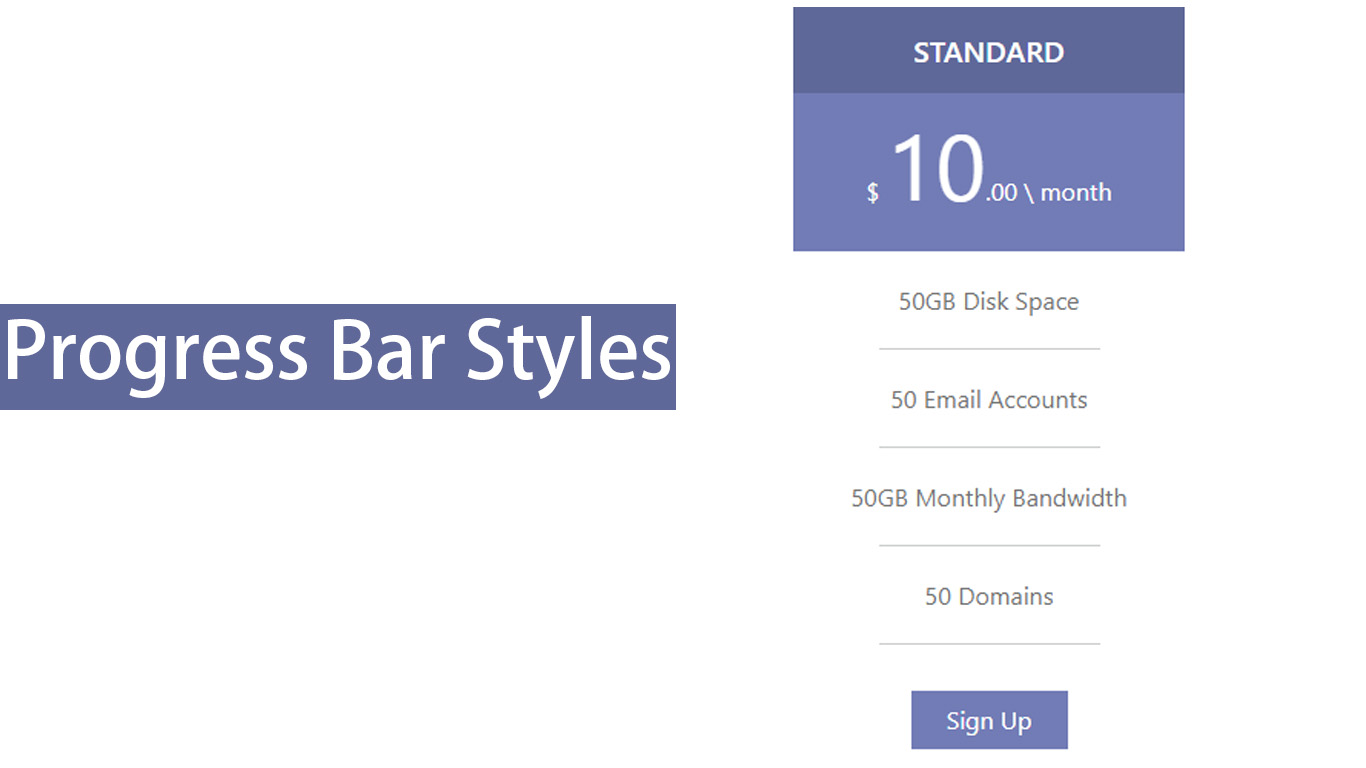 Progress Bar Styles
STANDARD
$ 10.00 \ month
50GB Disk Space
50 Email Accounts
50GB Monthly Bandwidth
50 Domains
Sign Up